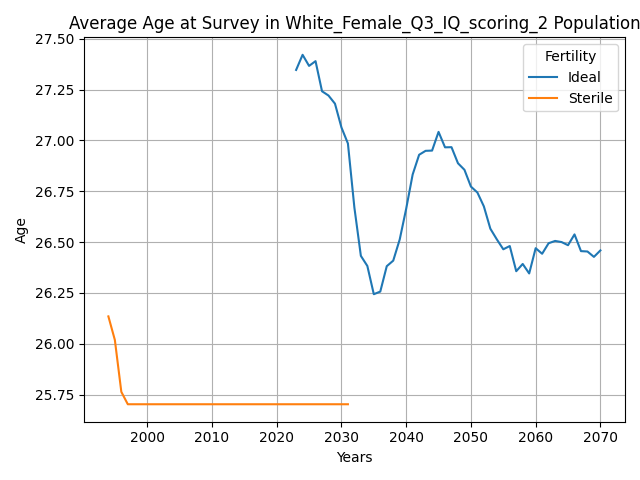 Average Age at Survey in White_Female_Q3_IQ_scoring_2 Population
27.50
27.25
27.00
26.75
26.50
26.25
26.00
25.75
Age
Fertility
Ideal
Sterile
2000 2010 2020 2030 2040 2050 2060 2070
Years